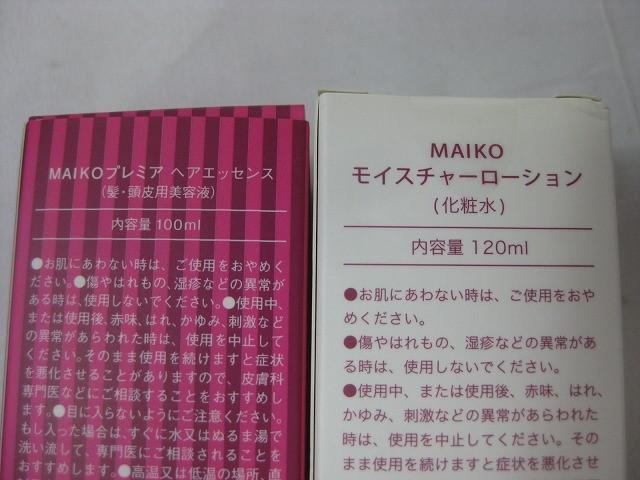 MAIKOプレミア ヘアエッセンス
(髪・頭皮用美容液)
内容量 100ml
●お肌にあわない時は、ご使用をおやめく
ださい。●傷やはれもの、湿疹などの異常が
ある時は、使用しないでください。●使用中、
または使用後、赤味、はれ、かゆみ、刺激など
の異常があらわれた時は、使用を中止して
ください。そのまま使用を続けますと症状
を悪化させることがありますので、皮膚科
専門医などにご相談することをおすすめし
ます。●目に入らないようにご注意ください。
もし入った場合は、すぐに水又はぬるま湯で
洗い流して、専門医にご相談されることを
おすすめします。●高温又は低温の場所、直
MAIKO
モイスチャーローション
(化粧水)
内容量 120ml
●お肌にあわない時は、ご使用をおや
めください。
●傷やはれもの、湿疹などの異常があ
る時は、使用しないでください。
●使用中、または使用後、赤味、はれ、
かゆみ、刺激などの異常があらわれた
時は、使用を中止してください。その
まま使用を続けますと症状を悪化させ